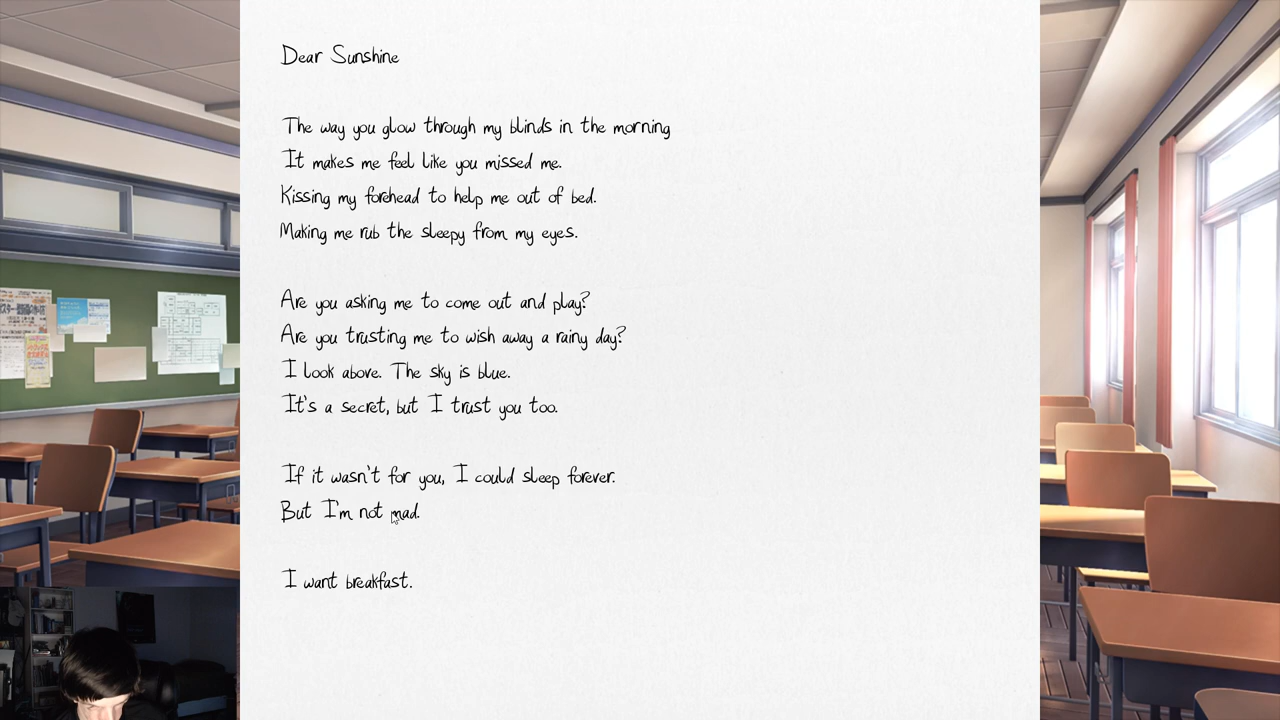 Dear Sunshine
The way you glow through my blinds in the morning
It makes me feel like you missed me.
Kissing my forehead to help me out of bed.
Making me rub the sleepy from my eyes.
Are you asking me to come out and play?
Are you trusting me to wish away a rainy day?
I look above. The sky is blue.
It's a secret, but I trust you too.
If it wasn't for you, I could sleep forever.
But I'm not mad.
I want breakfast.